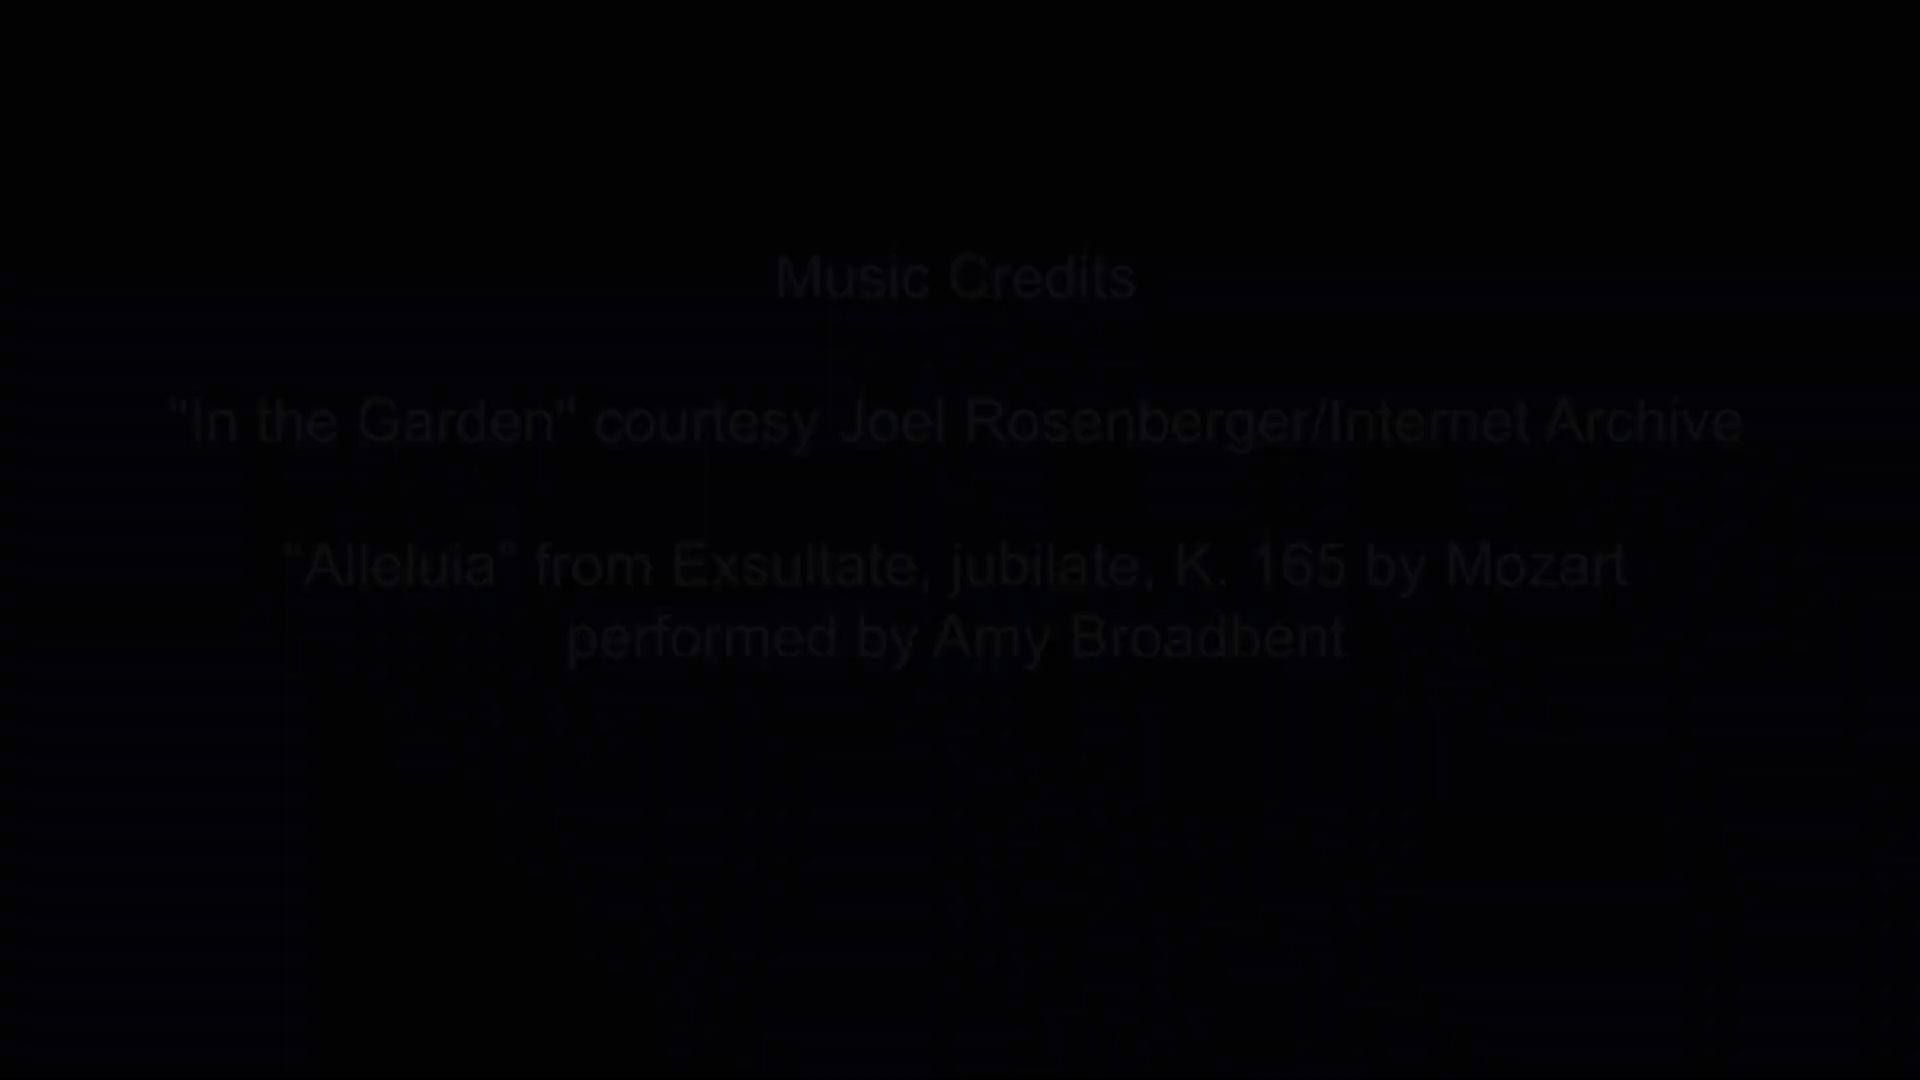 Music Credits
"In the Garden" courtesy Joel Rosenberger/Internet Archive
"Alleluia" from Exsultate, jubilate, K. 165 by Mozart
performed by Amy Broadbent